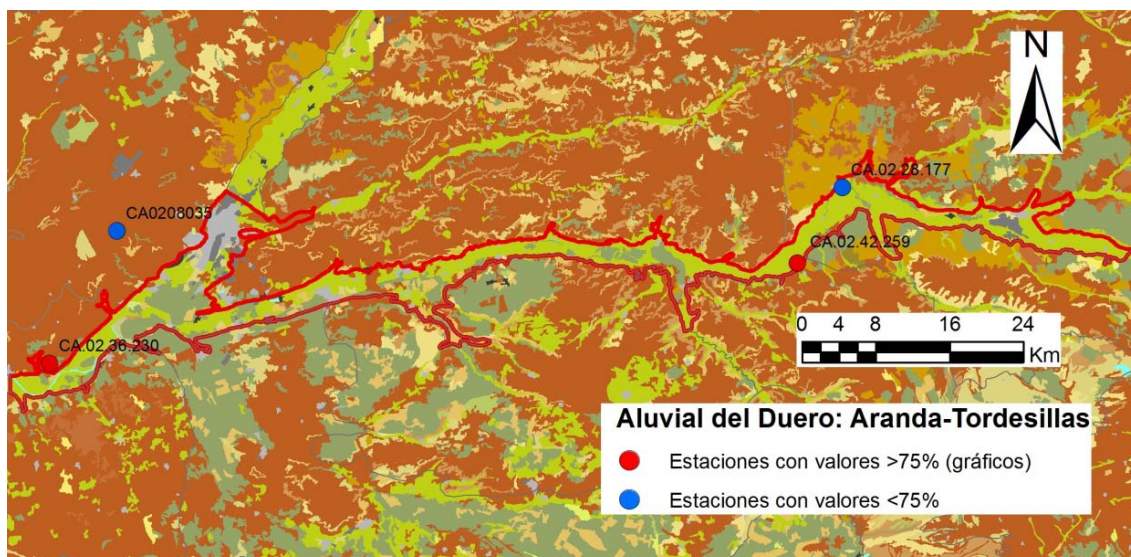 N
CA.02.28.177
CA0208035
CA.02.42.259
CA.02.36.230
0 4 8 16 24
Km
Aluvial del Duero: Aranda-Tordesillas
Estaciones con valores >75% (gráficos)
Estaciones con valores <75%